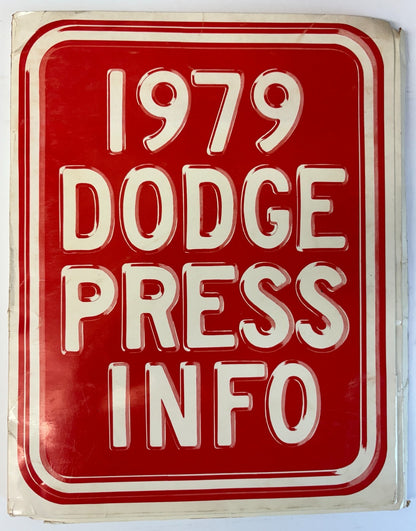 1979
DODGE
PRESS
INFO